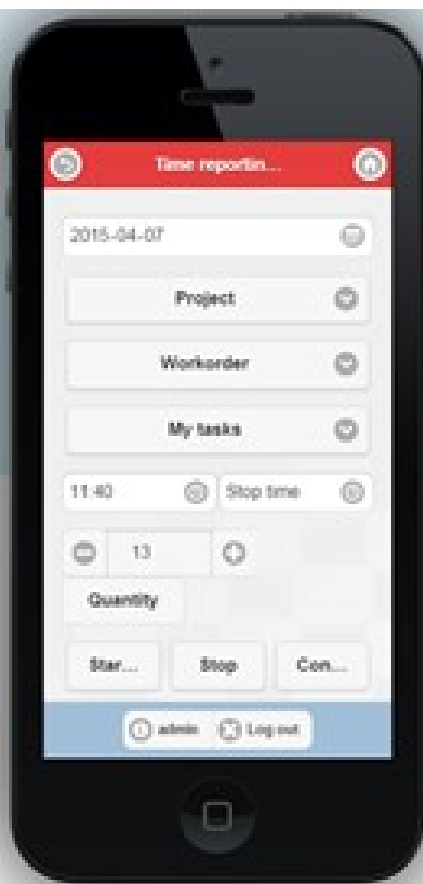 Time reportin...
2015-04-07
Project
Workorder
My tasks
11:40 Stop time
13
Quantity
Star... Stop Con...
admin Log out